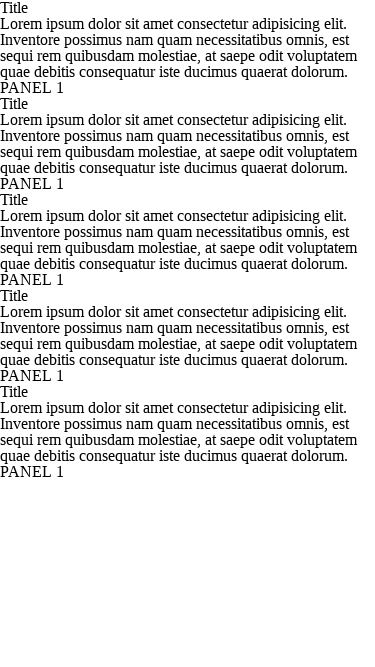 Title
Lorem ipsum dolor sit amet consectetur adipisicing elit.
Inventore possimus nam quam necessitatibus omnis, est
sequi rem quibusdam molestiae, at saepe odit voluptatem
quae debitis consequatur iste ducimus quaerat dolorum.
PANEL 1
Title
Lorem ipsum dolor sit amet consectetur adipisicing elit.
Inventore possimus nam quam necessitatibus omnis, est
sequi rem quibusdam molestiae, at saepe odit voluptatem
quae debitis consequatur iste ducimus quaerat dolorum.
PANEL 1
Title
Lorem ipsum dolor sit amet consectetur adipisicing elit.
Inventore possimus nam quam necessitatibus omnis, est
sequi rem quibusdam molestiae, at saepe odit voluptatem
quae debitis consequatur iste ducimus quaerat dolorum.
PANEL 1
Title
Lorem ipsum dolor sit amet consectetur adipisicing elit.
Inventore possimus nam quam necessitatibus omnis, est
sequi rem quibusdam molestiae, at saepe odit voluptatem
quae debitis consequatur iste ducimus quaerat dolorum.
PANEL 1
Title
Lorem ipsum dolor sit amet consectetur adipisicing elit.
Inventore possimus nam quam necessitatibus omnis, est
sequi rem quibusdam molestiae, at saepe odit voluptatem
quae debitis consequatur iste ducimus quaerat dolorum.
PANEL 1